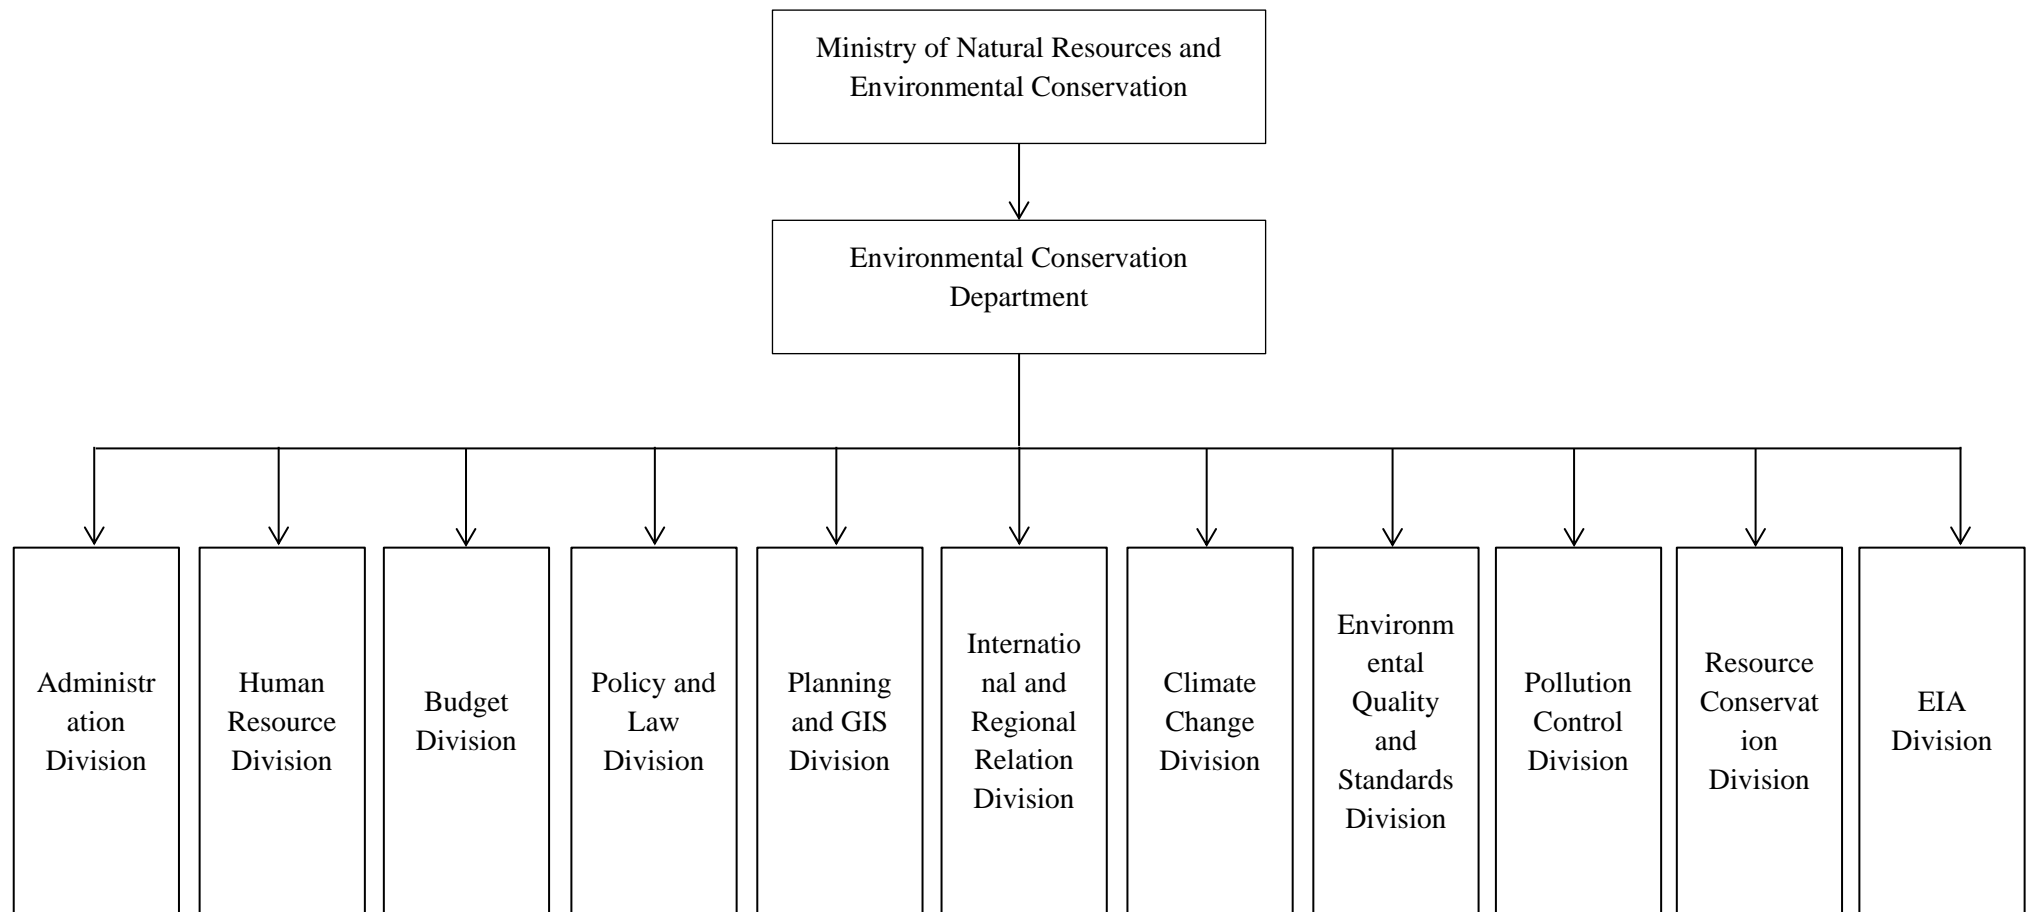 Ministry of Natural Resources and
Environmental Conservation
Environmental Conservation
Department
Administr
ation
Division
Human
Resource
Division
Budget
Division
Policy and
Law
Division
Planning
and GIS
Division
Internatio
nal and
Regional
Relation
Division
Climate
Change
Division
Environm
ental
Quality
and
Standards
Division
Pollution
Control
Division
Resource
Conservat
ion
Division
EIA
Division